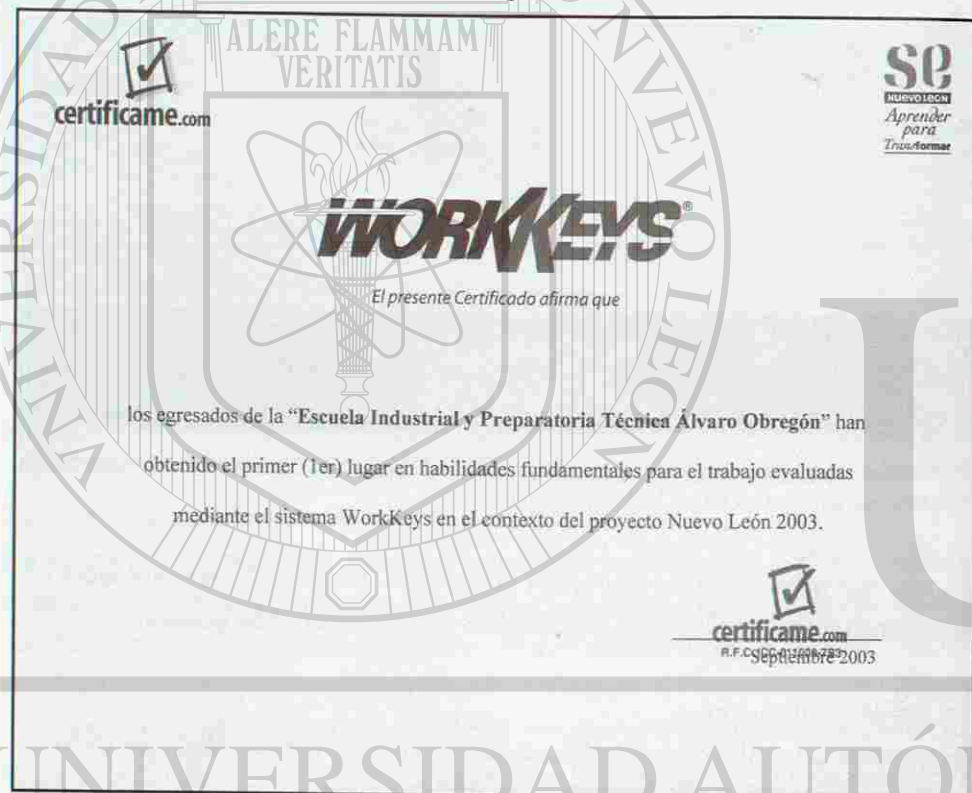 ALERE FLAMMAM
VERITATIS
certificame.com
se
NUEVO LEON
Aprender
para
Transformar
WORKKEYS®
El presente Certificado afirma que
los egresados de la "Escuela Industrial y Preparatoria Técnica Álvaro Obregón" han
obtenido el primer (1er) lugar en habilidades fundamentales para el trabajo evaluadas
mediante el sistema WorkKeys en el contexto del proyecto Nuevo León 2003.
certificame.com
Septiembre 2003
UNIVERSIDAD AUTÓ